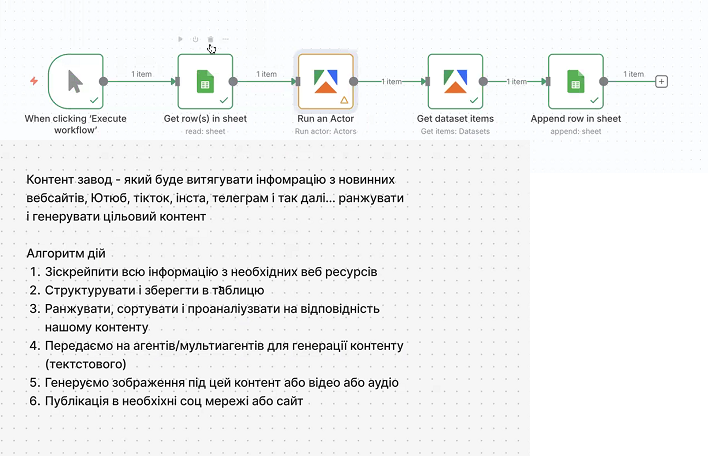 1 item
1 item
1 item
1 item
1 item
When clicking ‘Execute
workflow’
Get row(s) in sheet
read: sheet
Run an Actor
Run actor: Actors
Get dataset items
Get items: Datasets
Append row in sheet
append: sheet
Контент завод - який буде витягувати інфомрацію з новинних
вебсайтів, Ютюб, тікток, інста, телеграм і так далі... ранжувати
і генерувати цільовий контент
Алгоритм дій
1. Зіскрейпити всю інформацію з необхідних веб ресурсів
2. Структурувати і зберегти в таблицю
3. Ранжувати, сортувати і проаналіузвати на відповідність
нашому контенту
4. Передаємо на агентів/мультиагентів для генерації контенту
(тектстового)
5. Генеруємо зображення під цей контент або відео або аудіо
6. Публікація в необхіхні соц мережі або сайт